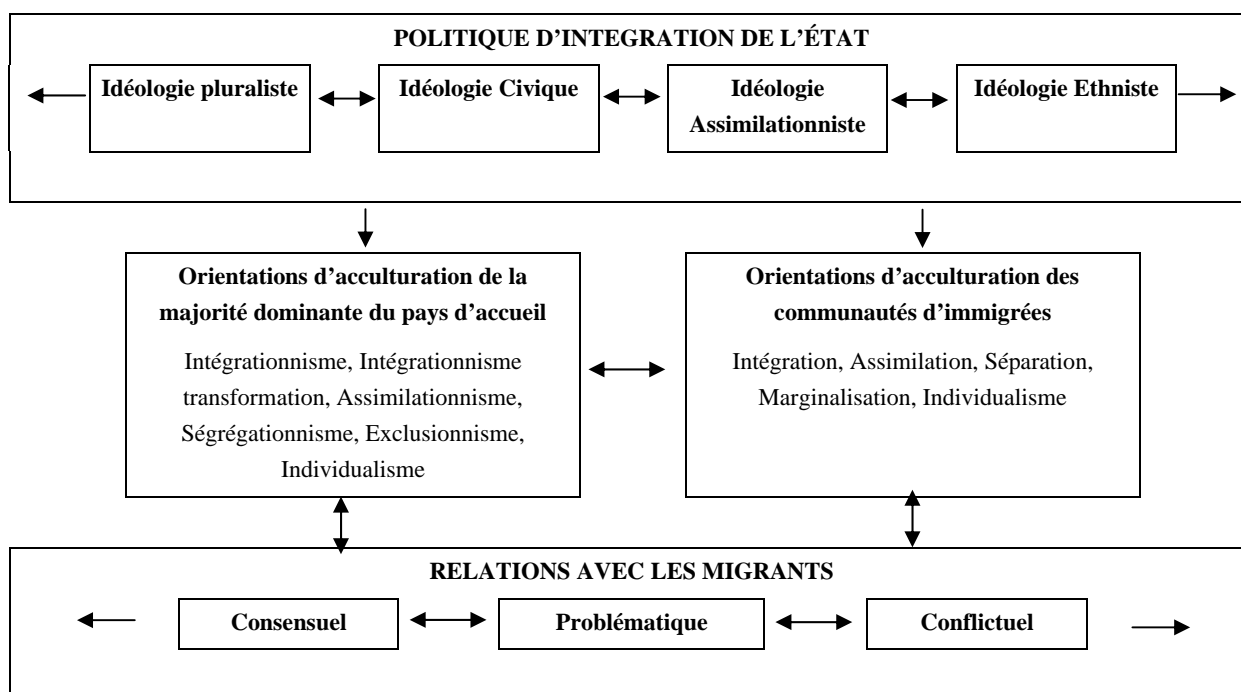 POLITIQUE D’INTEGRATION DE L’ÉTAT
Idéologie pluraliste
Idéologie Civique
Idéologie
Assimilationniste
Idéologie Ethniste
Orientations d’acculturation de la
majorité dominante du pays d’accueil
Intégrationnisme, Intégrationnisme
transformation, Assimilationnisme,
Ségrégationnisme, Exclusionnisme,
Individualisme
Orientations d’acculturation des
communautés d’immigrées
Intégration, Assimilation, Séparation,
Marginalisation, Individualisme
RELATIONS AVEC LES MIGRANTS
Consensuel
Problématique
Conflictuel